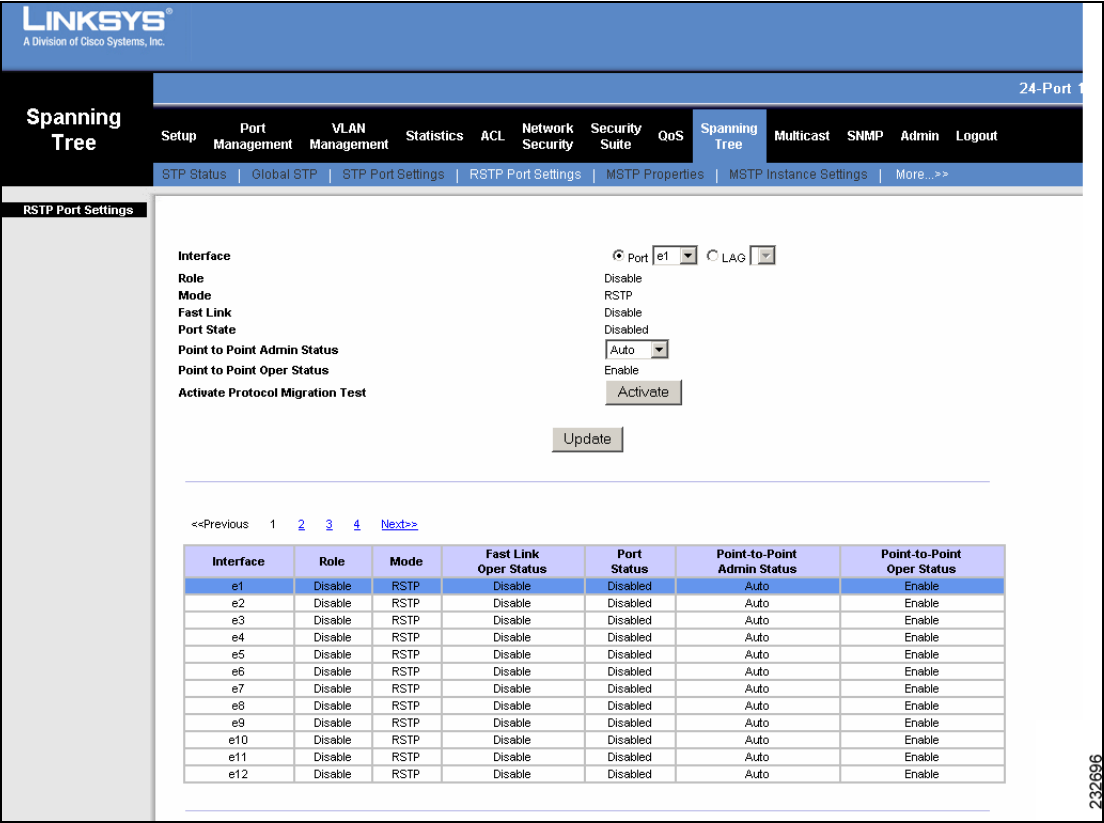 LINKSYS®
A Division of Cisco Systems, Inc.
24-Port 1
Spanning Tree
Setup Port Management VLAN Management Statistics ACL Network Security Security Suite QoS Spanning Tree Multicast SNMP Admin Logout
STP Status | Global STP | STP Port Settings | RSTP Port Settings | MSTP Properties | MSTP Instance Settings | More...>>
RSTP Port Settings
Interface Port e1 LAG
Role Disable
Mode RSTP
Fast Link Disable
Port State Disabled
Point to Point Admin Status Auto
Point to Point Oper Status Enable
Activate Protocol Migration Test Activate
Update
<<Previous 1 2 3 4 Next>>
Interface Role Mode Fast Link Oper Status Port Status Point-to-Point Admin Status Point-to-Point Oper Status
e1 Disable RSTP Disable Disabled Auto Enable
e2 Disable RSTP Disable Disabled Auto Enable
e3 Disable RSTP Disable Disabled Auto Enable
e4 Disable RSTP Disable Disabled Auto Enable
e5 Disable RSTP Disable Disabled Auto Enable
e6 Disable RSTP Disable Disabled Auto Enable
e7 Disable RSTP Disable Disabled Auto Enable
e8 Disable RSTP Disable Disabled Auto Enable
e9 Disable RSTP Disable Disabled Auto Enable
e10 Disable RSTP Disable Disabled Auto Enable
e11 Disable RSTP Disable Disabled Auto Enable
e12 Disable RSTP Disable Disabled Auto Enable
232696